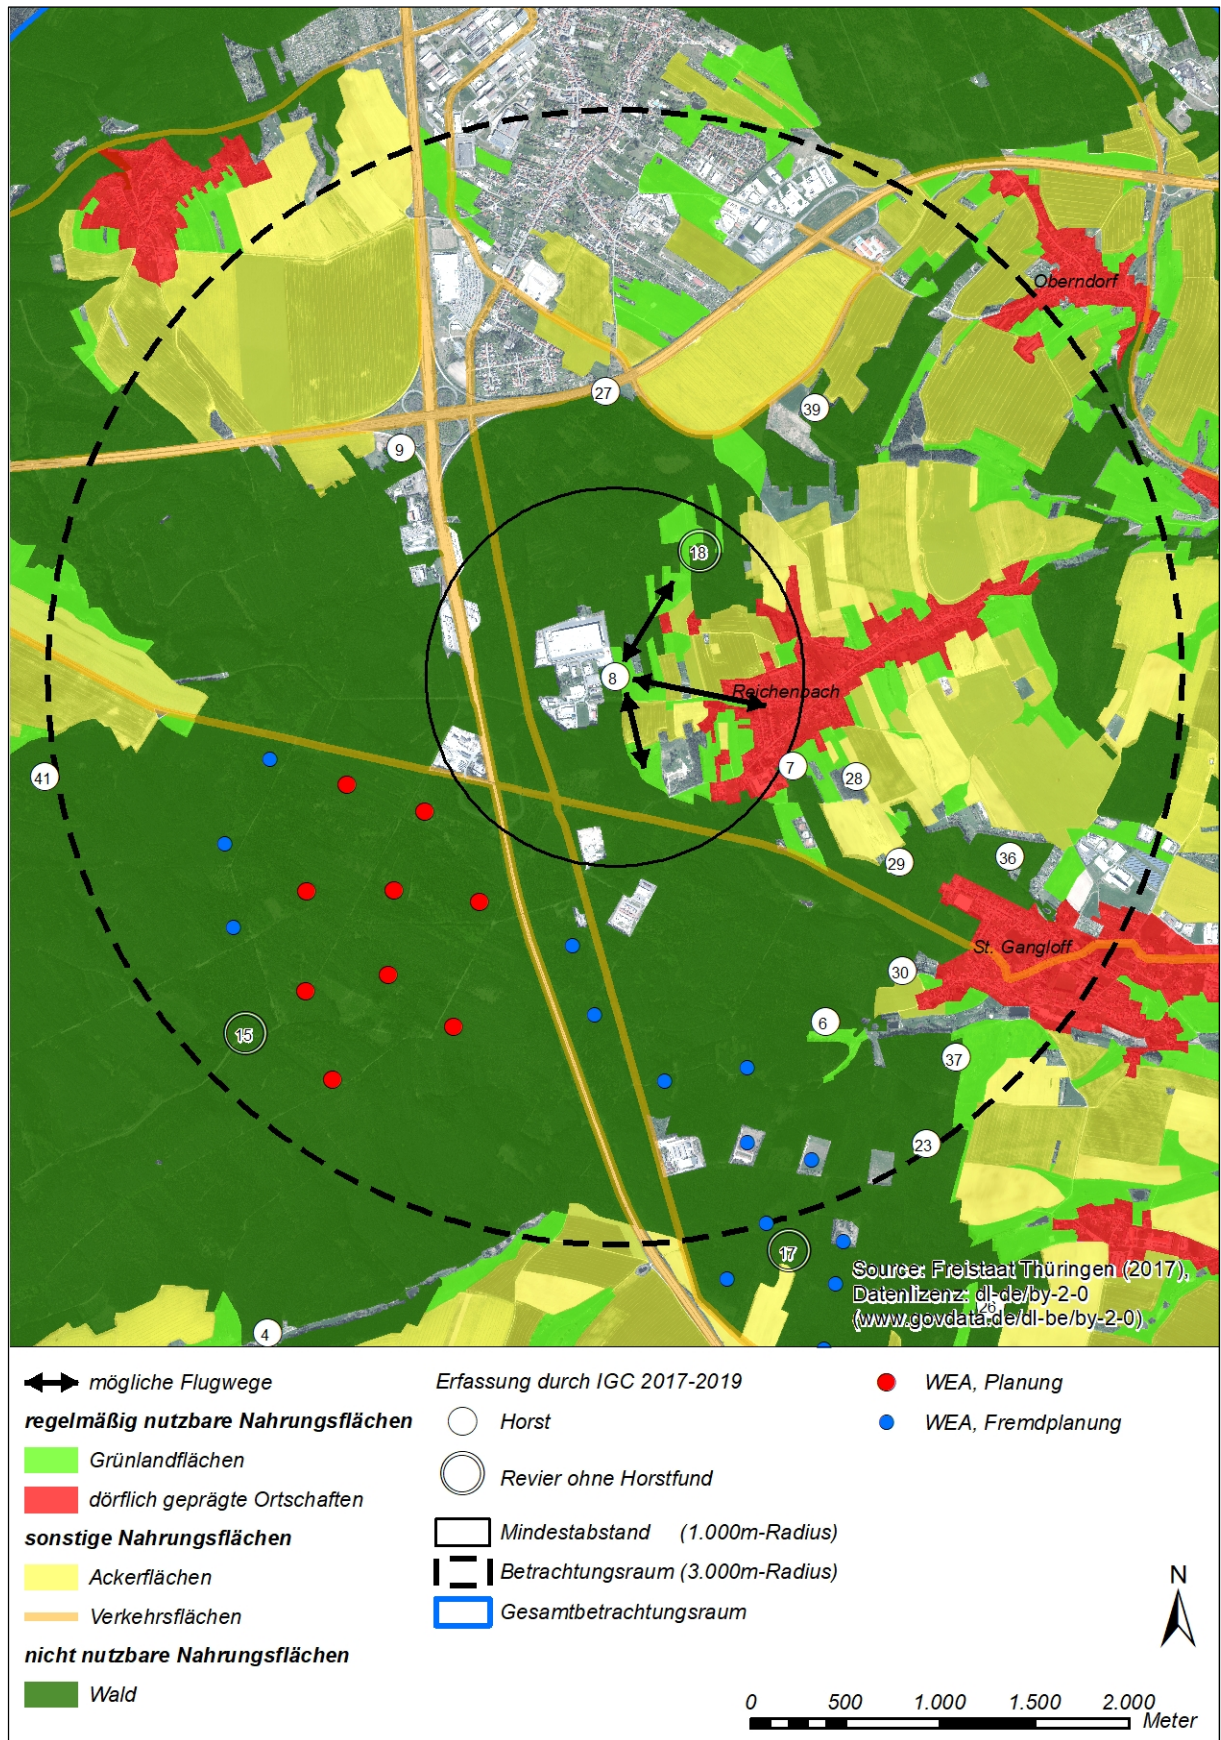 Oberndorf
27
39
9
18
8
Reichenbach
7
28
41
29
36
St. Gangloff
30
6
15
37
23
17
Source: Freistaat Thüringen (2017),
Datenlizenz: dl-de/by-2-0
26
(www.govdata.de/dl-be/by-2-0)
4
mögliche Flugwege
regelmäßig nutzbare Nahrungsflächen
Grünlandflächen
dörflich geprägte Ortschaften
sonstige Nahrungsflächen
Ackerflächen
Verkehrsflächen
nicht nutzbare Nahrungsflächen
Wald
Erfassung durch IGC 2017-2019
Horst
Revier ohne Horstfund
Mindestabstand (1.000m-Radius)
Betrachtungsraum (3.000m-Radius)
Gesamtbetrachtungsraum
WEA, Planung
WEA, Fremdplanung
N
0 500 1.000 1.500 2.000
Meter